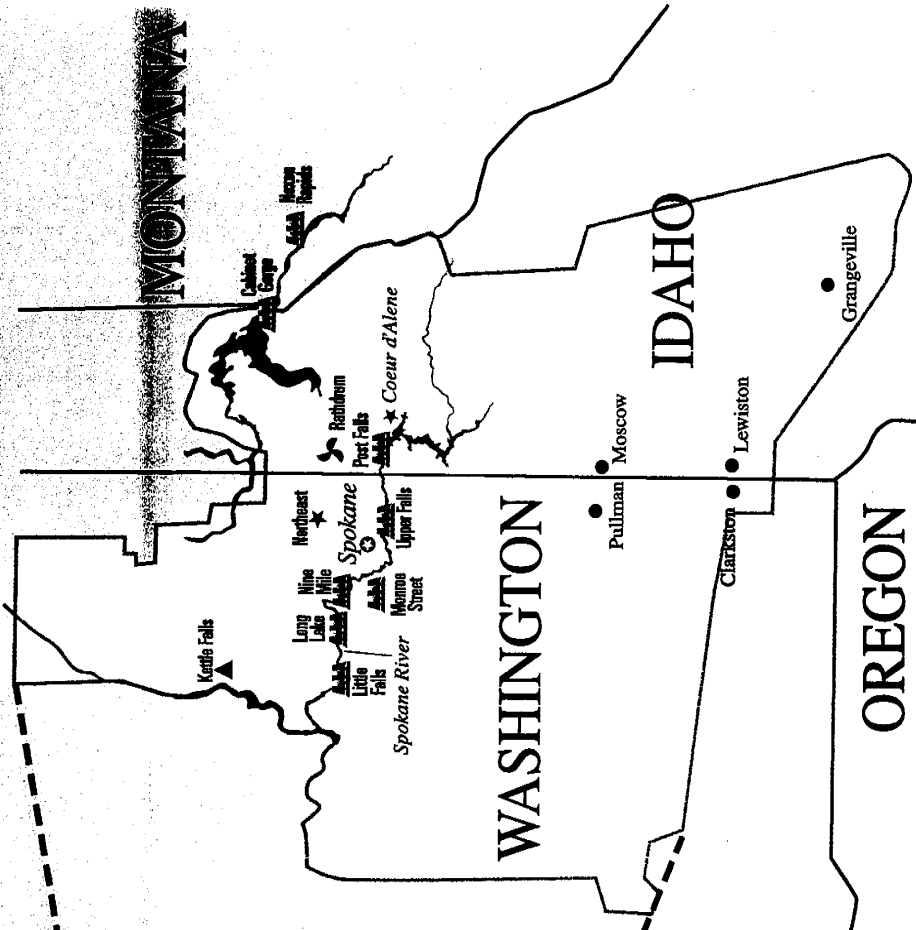 MONTANA
Noxon
Rapids
Cabinet
Gorge
Coeur d'Alene
Rathdrum
Post Falls
IDAHO
Grangeville
Moscow
Lewiston
Northeast
Spokane
Upper Falls
Pullman
Clarkston
Nine
Mile
Monroe
Street
Long
Lake
Kettle Falls
Little
Falls
Spokane River
WASHINGTON
OREGON